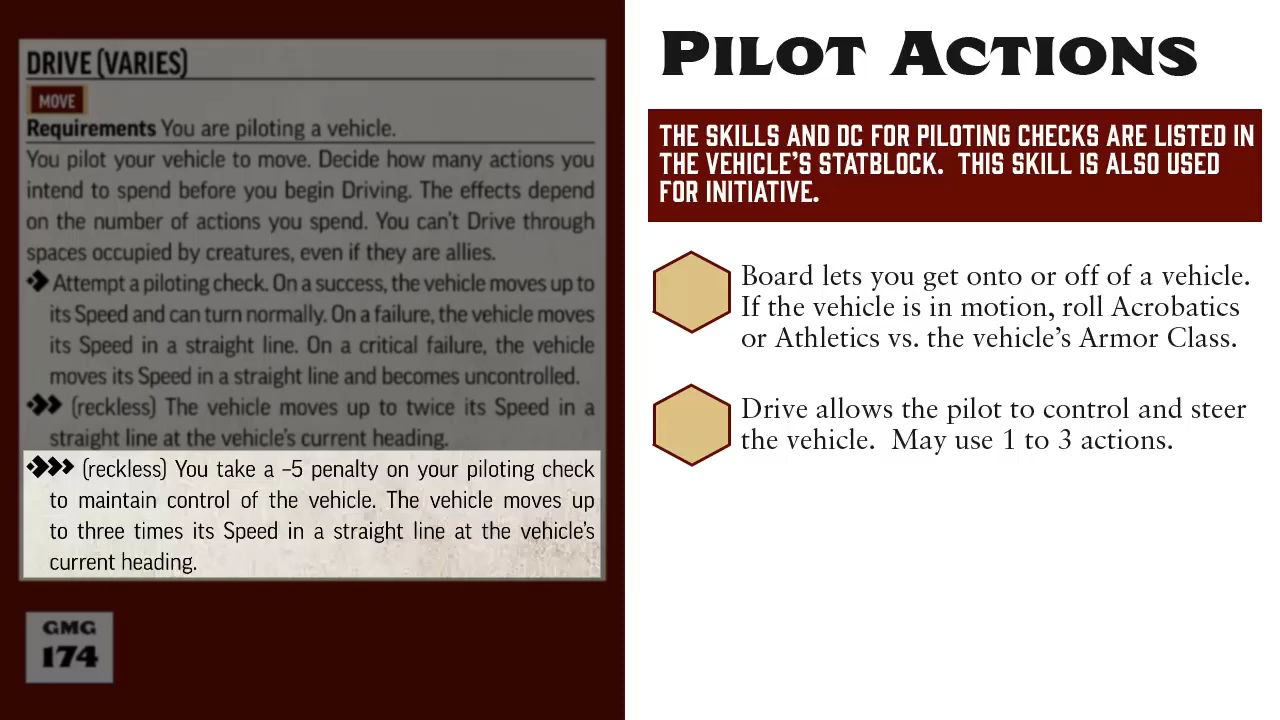 DRIVE (VARIES)
MOVE
Requirements You are piloting a vehicle.
You pilot your vehicle to move. Decide how many actions you
intend to spend before you begin Driving. The effects depend
on the number of actions you spend. You can't Drive through
spaces occupied by creatures, even if they are allies.
Attempt a piloting check. On a success, the vehicle moves up to
its Speed and can turn normally. On a failure, the vehicle moves
its Speed in a straight line. On a critical failure, the vehicle
moves its Speed in a straight line and becomes uncontrolled.
(reckless) The vehicle moves up to twice its Speed in a
straight line at the vehicle's current heading.
(reckless) You take a –5 penalty on your piloting check
to maintain control of the vehicle. The vehicle moves up
to three times its Speed in a straight line at the vehicle's
current heading.
GMG
174
PILOT ACTIONS
THE SKILLS AND DC FOR PILOTING CHECKS ARE LISTED IN
THE VEHICLE'S STATBLOCK. THIS SKILL IS ALSO USED
FOR INITIATIVE.
Board lets you get onto or off of a vehicle.
If the vehicle is in motion, roll Acrobatics
or Athletics vs. the vehicle's Armor Class.
Drive allows the pilot to control and steer
the vehicle. May use 1 to 3 actions.